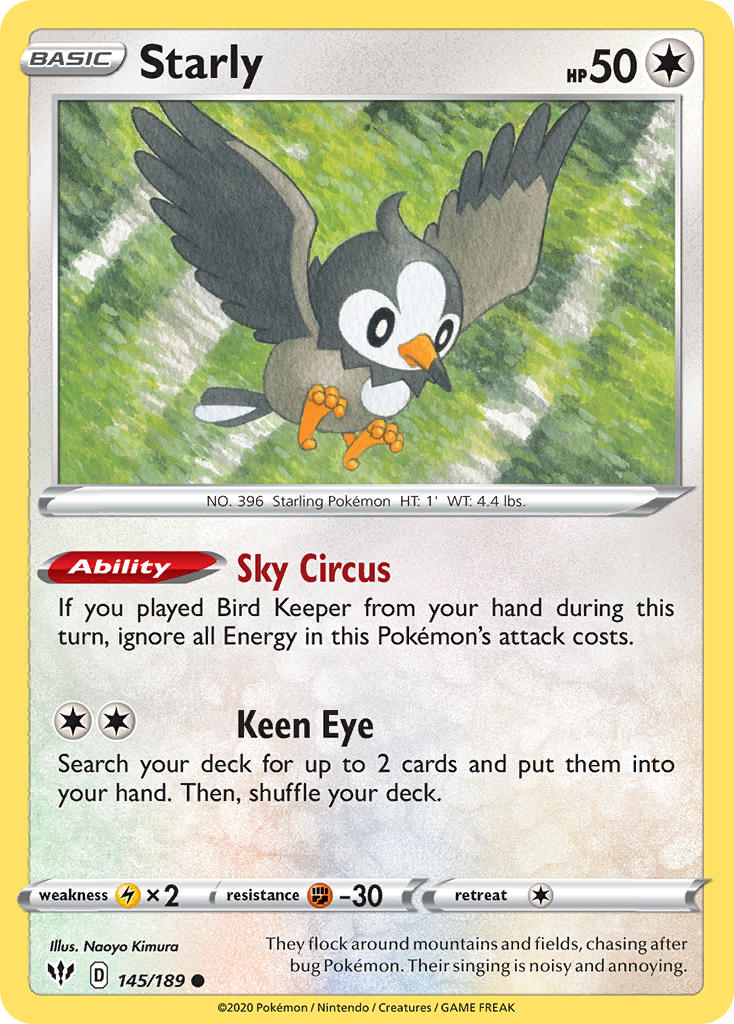 BASIC Starly HP 50
NO. 396 Starling Pokémon HT: 1' WT: 4.4 lbs.
Ability Sky Circus
If you played Bird Keeper from your hand during this
turn, ignore all Energy in this Pokémon's attack costs.
Keen Eye
Search your deck for up to 2 cards and put them into
your hand. Then, shuffle your deck.
weakness ×2 resistance -30 retreat
Illus. Naoyo Kimura
They flock around mountains and fields, chasing after
bug Pokémon. Their singing is noisy and annoying.
D 145/189
©2020 Pokémon / Nintendo / Creatures / GAME FREAK